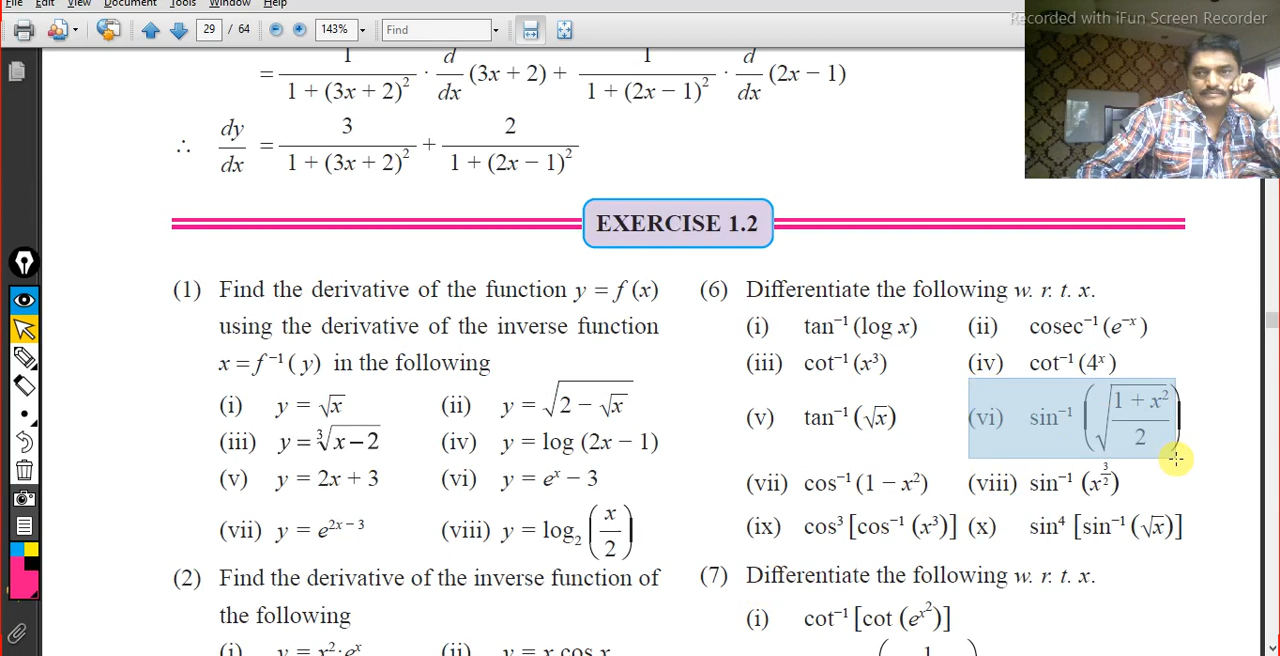 File Edit View Document Tools Window Help
29 / 64 143% Find
Recorded with iFun Screen Recorder
= 1/(1 + (3x + 2)²) · d/dx (3x + 2) + 1/(1 + (2x − 1)²) · d/dx (2x − 1)
∴ dy/dx = 3/(1 + (3x + 2)²) + 2/(1 + (2x − 1)²)
EXERCISE 1.2
(1) Find the derivative of the function y = f (x)
using the derivative of the inverse function
x = f⁻¹( y) in the following
(i) y = √x (ii) y = √(2 − √x)
(iii) y = ∛(x − 2) (iv) y = log (2x − 1)
(v) y = 2x + 3 (vi) y = eˣ − 3
(vii) y = e²ˣ⁻³ (viii) y = log₂ (x/2)
(2) Find the derivative of the inverse function of
the following
(i) y = x²·eˣ (ii) y = x cos x
(6) Differentiate the following w. r. t. x.
(i) tan⁻¹ (log x) (ii) cosec⁻¹ (e⁻ˣ)
(iii) cot⁻¹ (x³) (iv) cot⁻¹ (4ˣ)
(v) tan⁻¹ (√x) (vi) sin⁻¹ (√((1 + x²)/2))
(vii) cos⁻¹ (1 − x²) (viii) sin⁻¹ (x^(3/2))
(ix) cos³ [cos⁻¹ (x³)] (x) sin⁴ [sin⁻¹ (√x)]
(7) Differentiate the following w. r. t. x.
(i) cot⁻¹ [cot (e^(x²))]